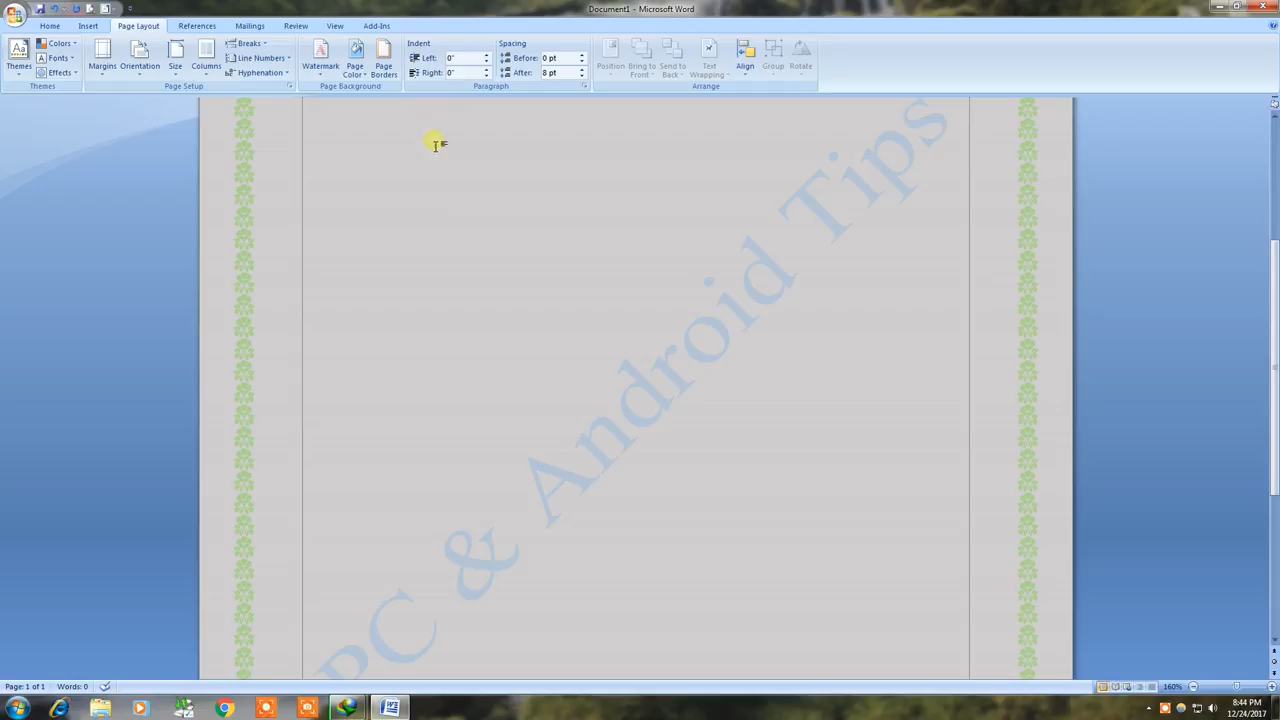 Document1 - Microsoft Word
Home Insert Page Layout References Mailings Review View Add-Ins
Themes
Colors
Fonts
Effects
Themes
Margins
Orientation
Size
Columns
Breaks
Line Numbers
Hyphenation
Page Setup
Watermark
Page Color
Page Borders
Page Background
Indent
Left: 0"
Right: 0"
Spacing
Before: 0 pt
After: 8 pt
Paragraph
Position
Bring to Front
Send to Back
Text Wrapping
Align
Group
Rotate
Arrange
PC & Android Tips
Page: 1 of 1 Words: 0
160%
8:44 PM
12/24/2017